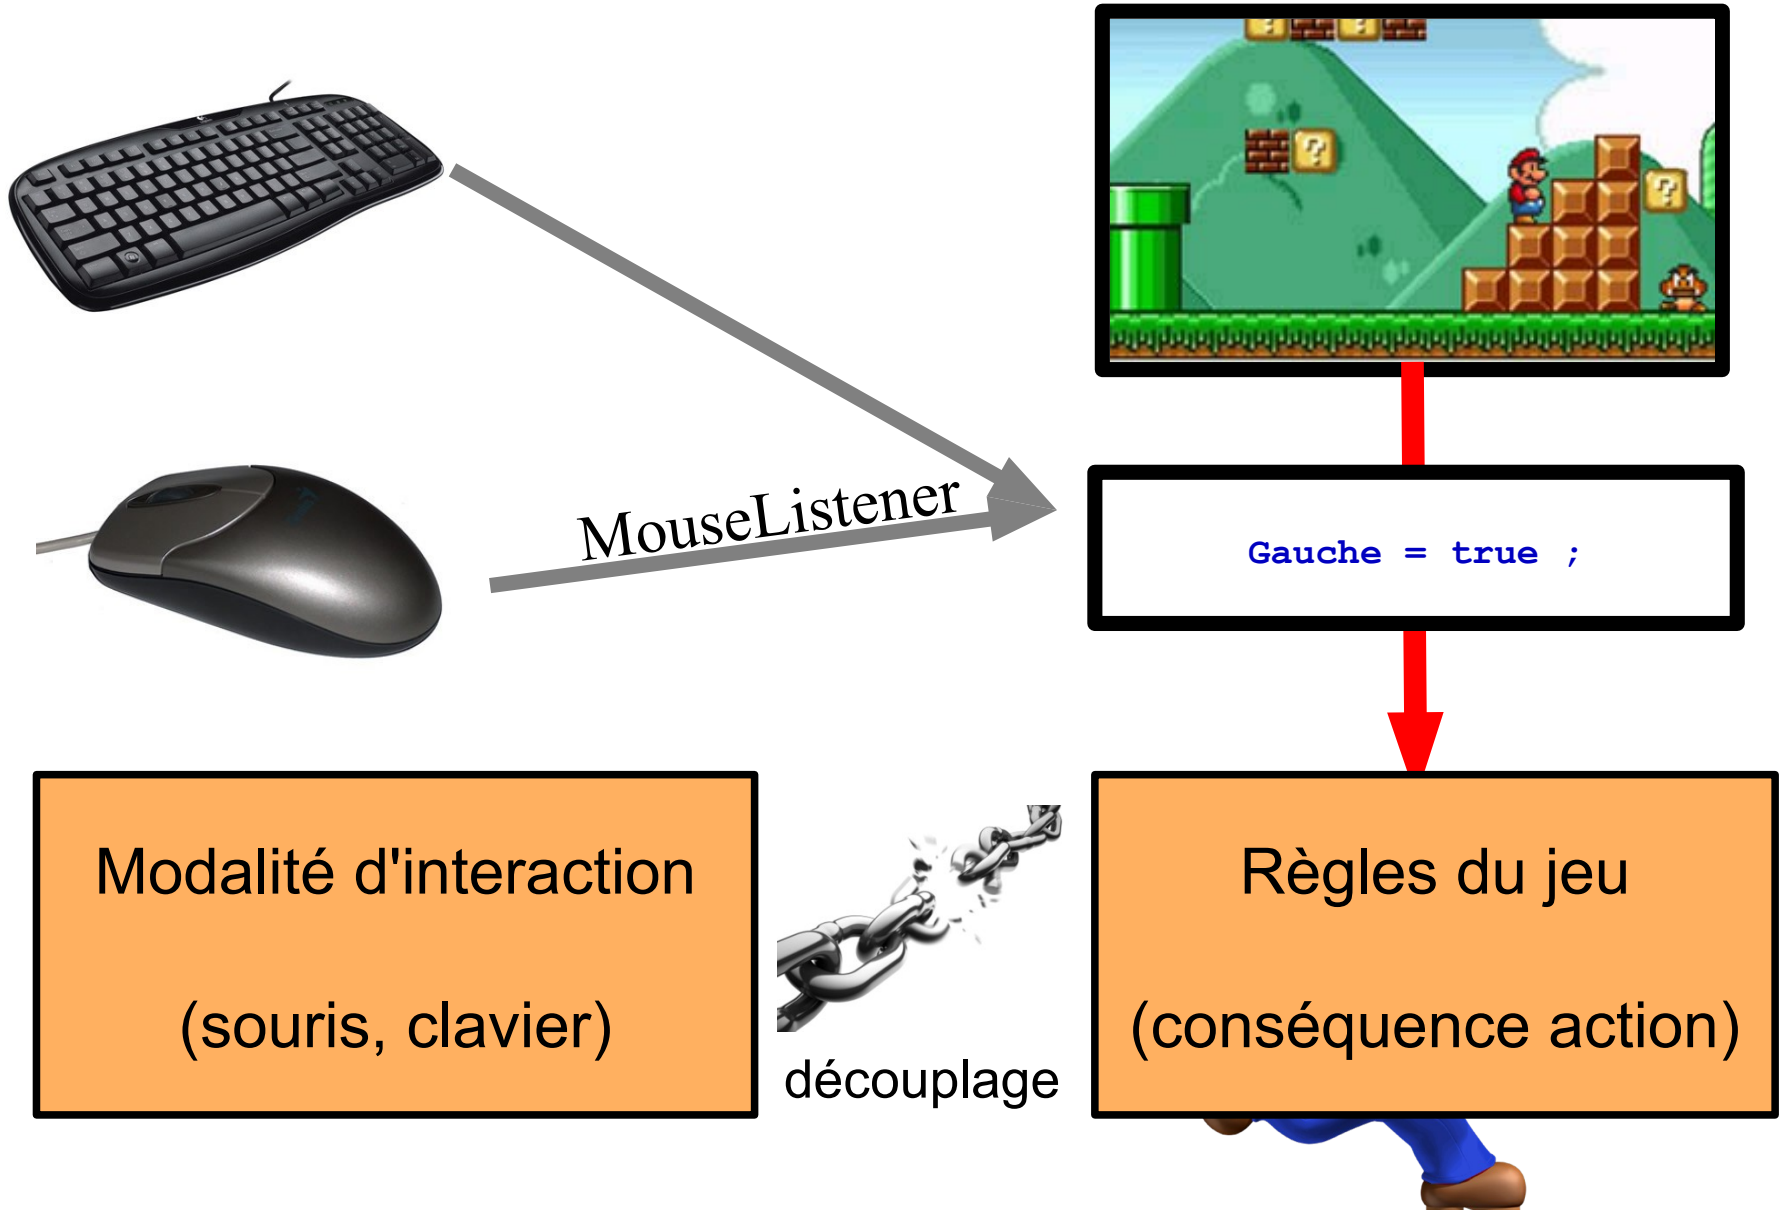 MouseListener
Gauche = true ;
Modalité d'interaction
(souris, clavier)
découplage
Règles du jeu
(conséquence action)